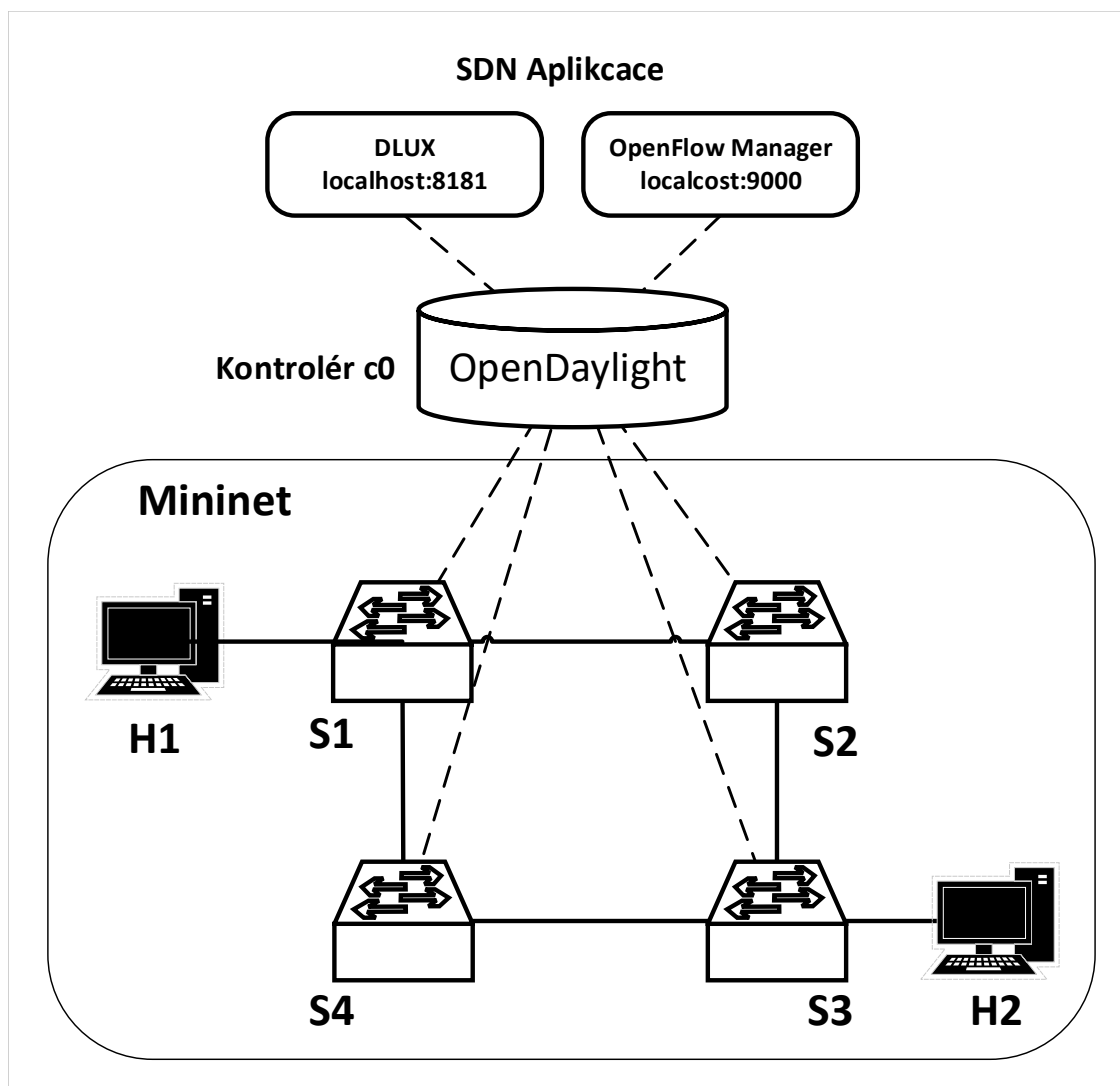 SDN Aplikcace
DLUX
localhost:8181
OpenFlow Manager
localcost:9000
Kontrolér c0
OpenDaylight
Mininet
H1
S1
S2
S4
S3
H2